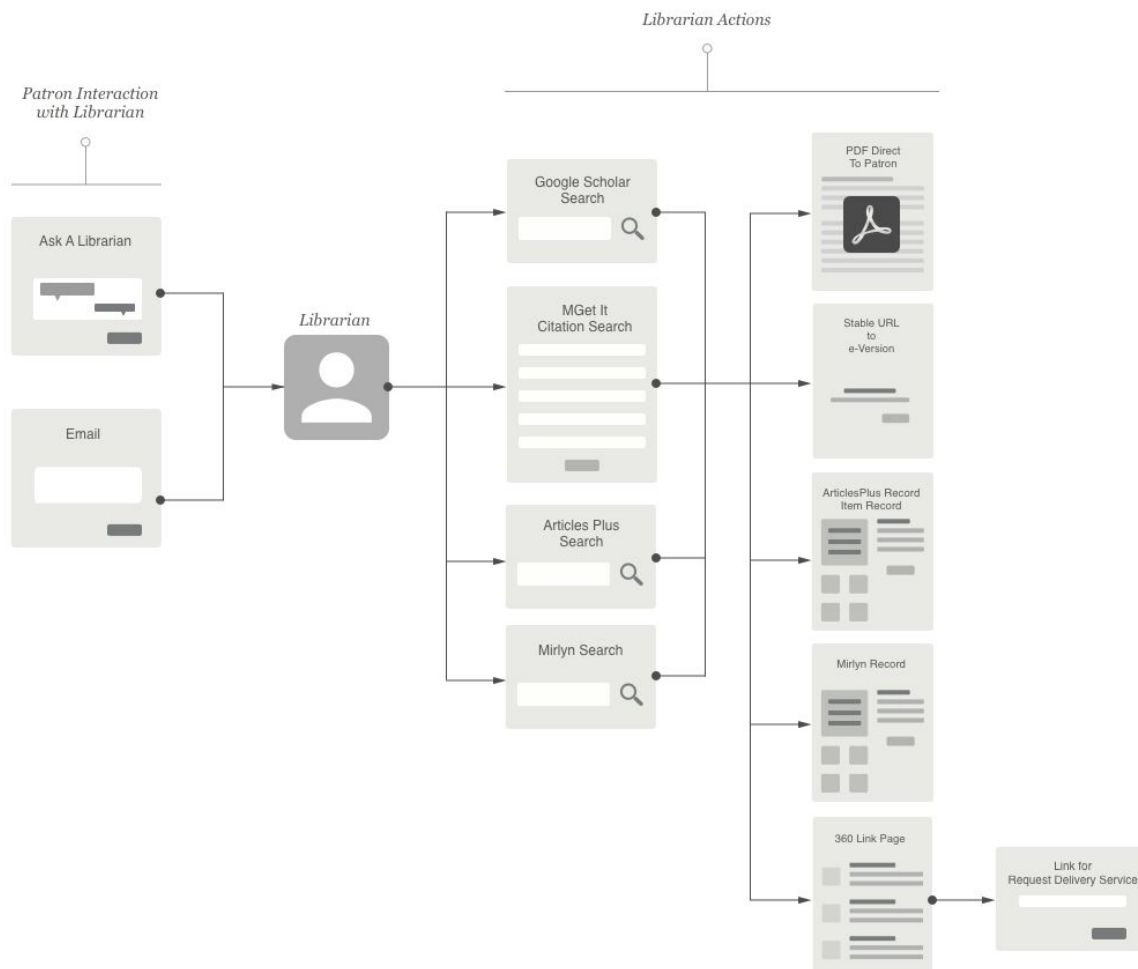 Librarian Actions
Patron Interaction
with Librarian
Ask A Librarian
Email
Librarian
Google Scholar
Search
MGet It
Citation Search
Articles Plus
Search
Mirlyn Search
PDF Direct
To Patron
Stable URL
to
e-Version
ArticlesPlus Record
Item Record
Mirlyn Record
360 Link Page
Link for
Request Delivery Service